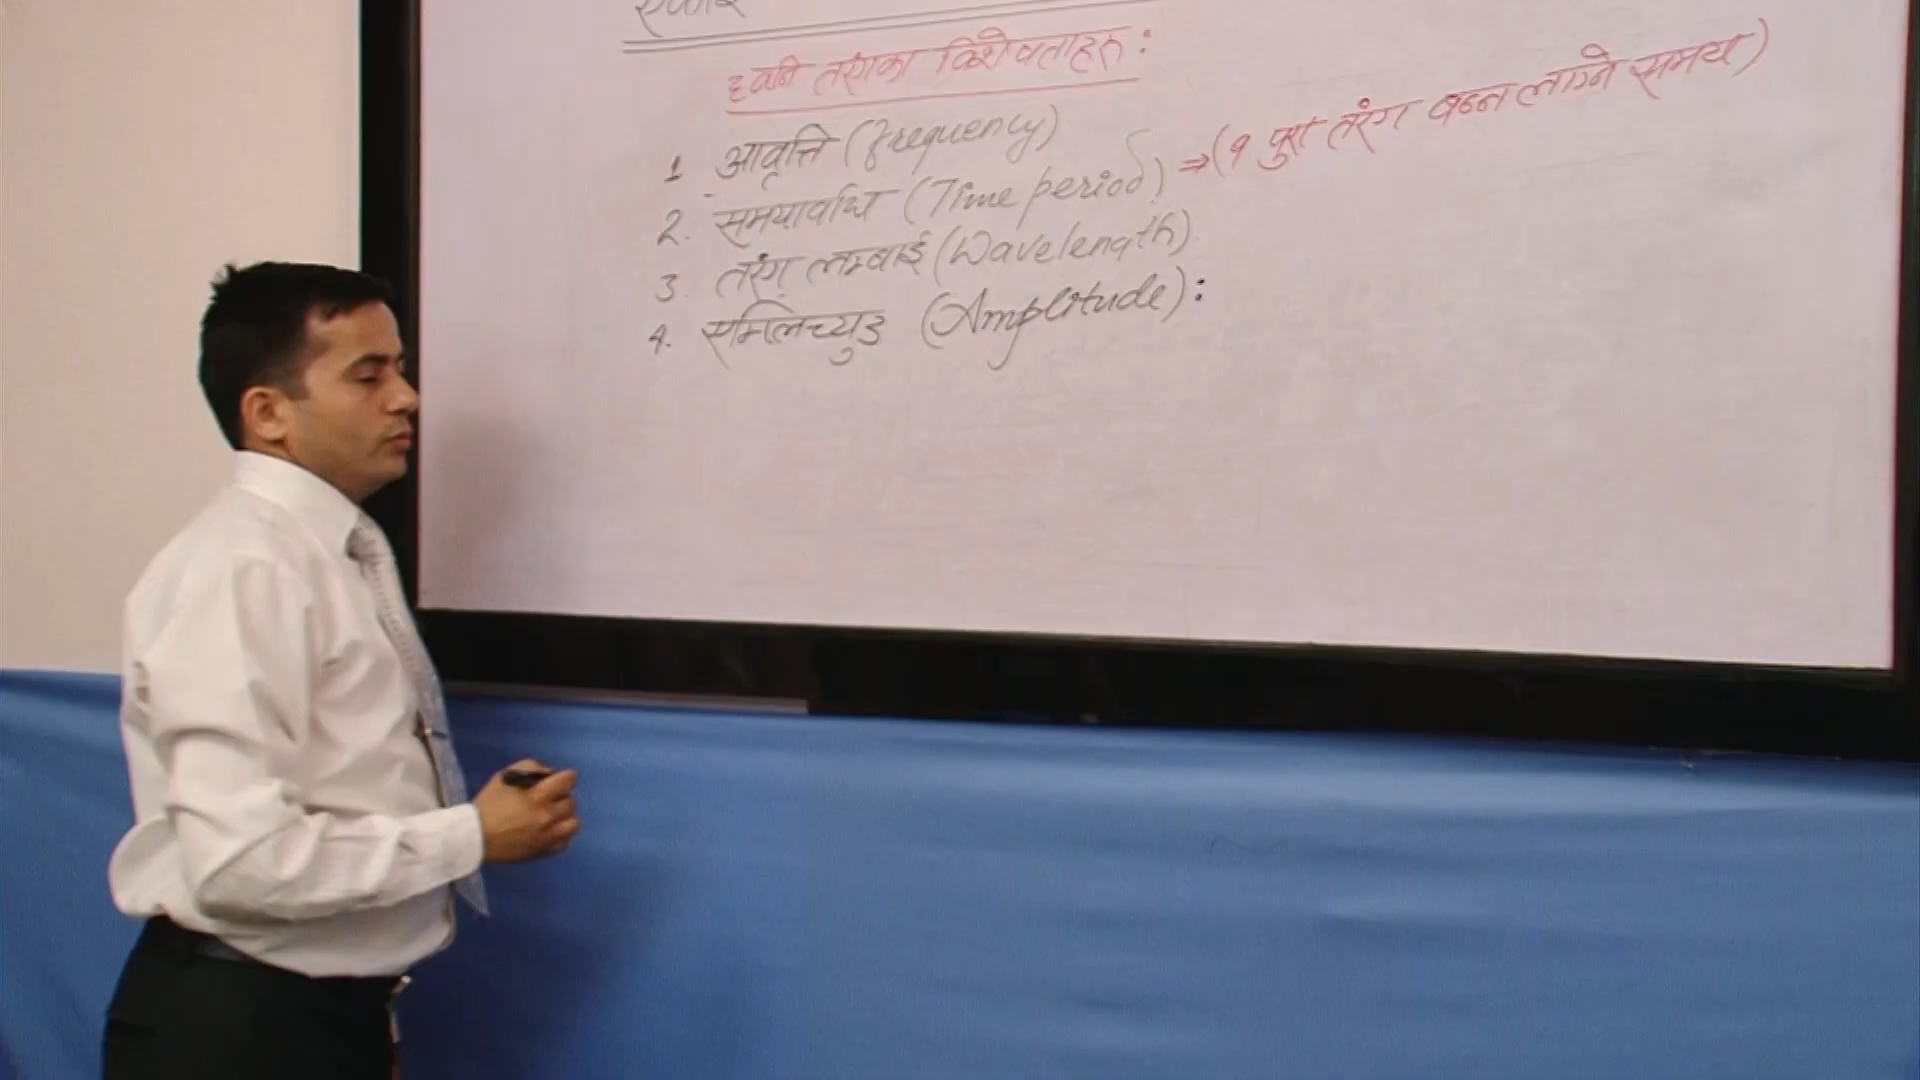 ध्वनि तरंगका विशेषताहरु :
1 आवृत्ति (frequency)
2. समयावधि (Time period) ⇒ (१ पुरा तरंग बन्न लाग्ने समय)
3. तरंग लम्बाई (Wavelength)
4. एमिलिच्युड (Amplitude) :